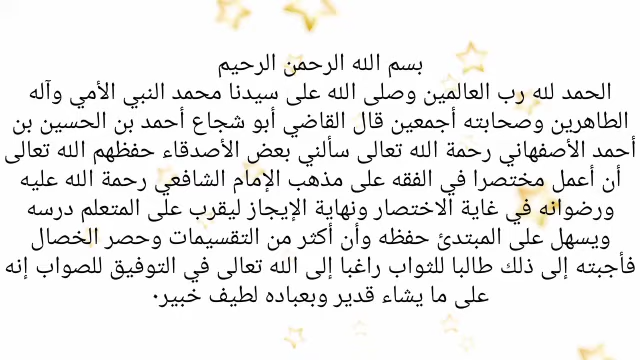 بسم الله الرحمن الرحيم
الحمد لله رب العالمين وصلى الله على سيدنا محمد النبي الأمي وآله
الطاهرين وصحابته أجمعين قال القاضي أبو شجاع أحمد بن الحسين بن
أحمد الأصفهاني رحمة الله تعالى سألني بعض الأصدقاء حفظهم الله تعالى
أن أعمل مختصرا في الفقه على مذهب الإمام الشافعي رحمة الله عليه
ورضوانه في غاية الاختصار ونهاية الإيجاز ليقرب على المتعلم درسه
ويسهل على المبتدئ حفظه وأن أكثر من التقسيمات وحصر الخصال
فأجبته إلى ذلك طالبا للثواب راغبا إلى الله تعالى في التوفيق للصواب إنه
على ما يشاء قدير وبعباده لطيف خبير.